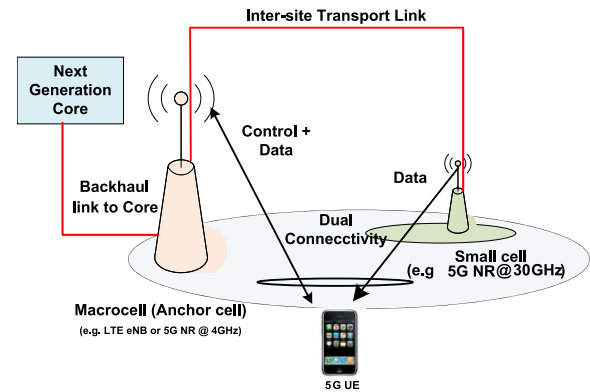 Inter-site Transport Link
Next
Generation
Core
Control +
Data
Backhaul
link to Core
Data
Dual
Connecctivity
Small cell
(e.g 5G NR@30GHz)
Macrocell (Anchor cell)
(e.g. LTE eNB or 5G NR @ 4GHz)
5G UE